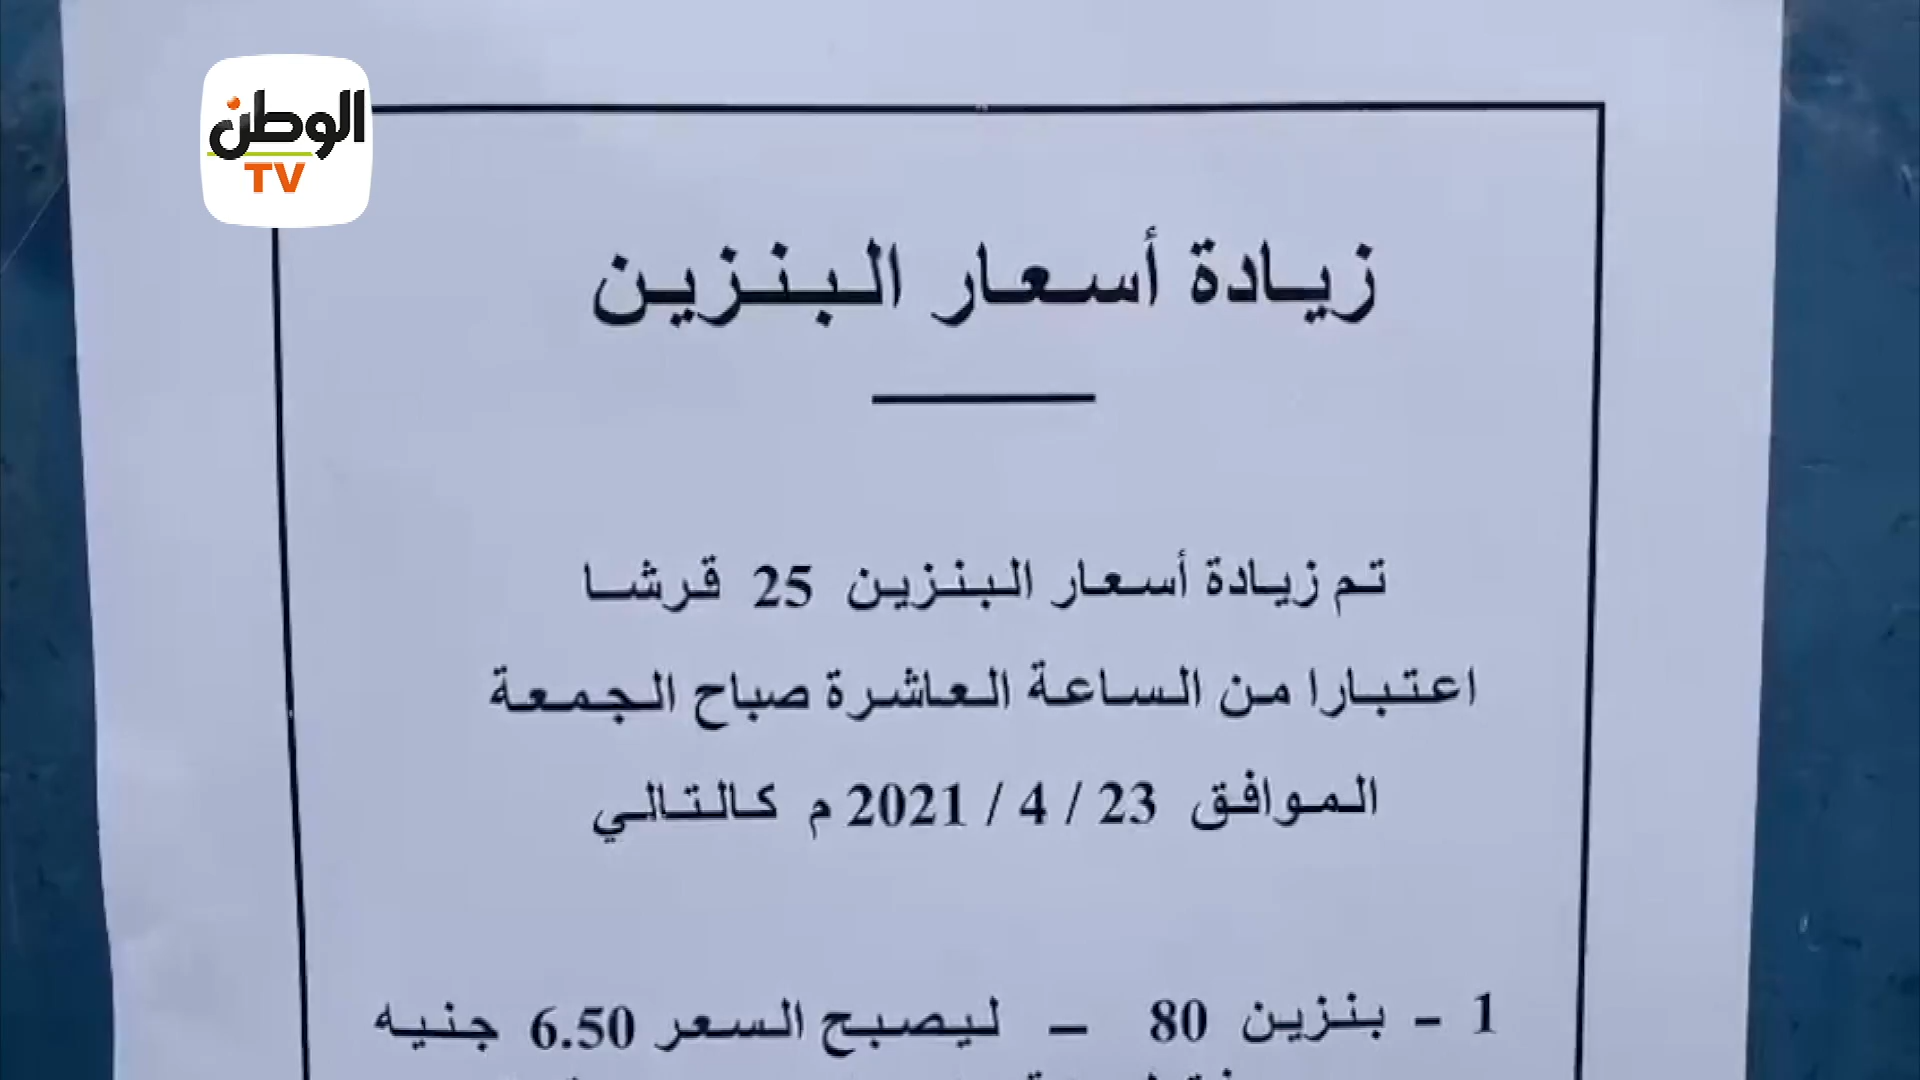 الوطن
TV
زيادة أسعار البنزين
تم زيادة أسعار البنزين 25 قرشا
اعتبارا من الساعة العاشرة صباح الجمعة
الموافق 23 / 4 / 2021 م كالتالي
1 - بنزين 80 – ليصبح السعر 6.50 جنيه